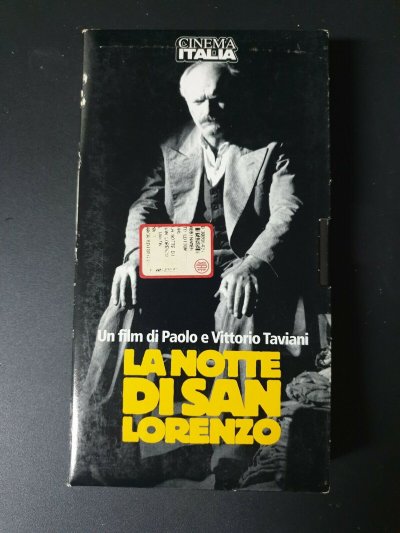 CINEMA
ITALIA
Un film di Paolo e Vittorio Taviani
LA NOTTE
DI SAN
LORENZO